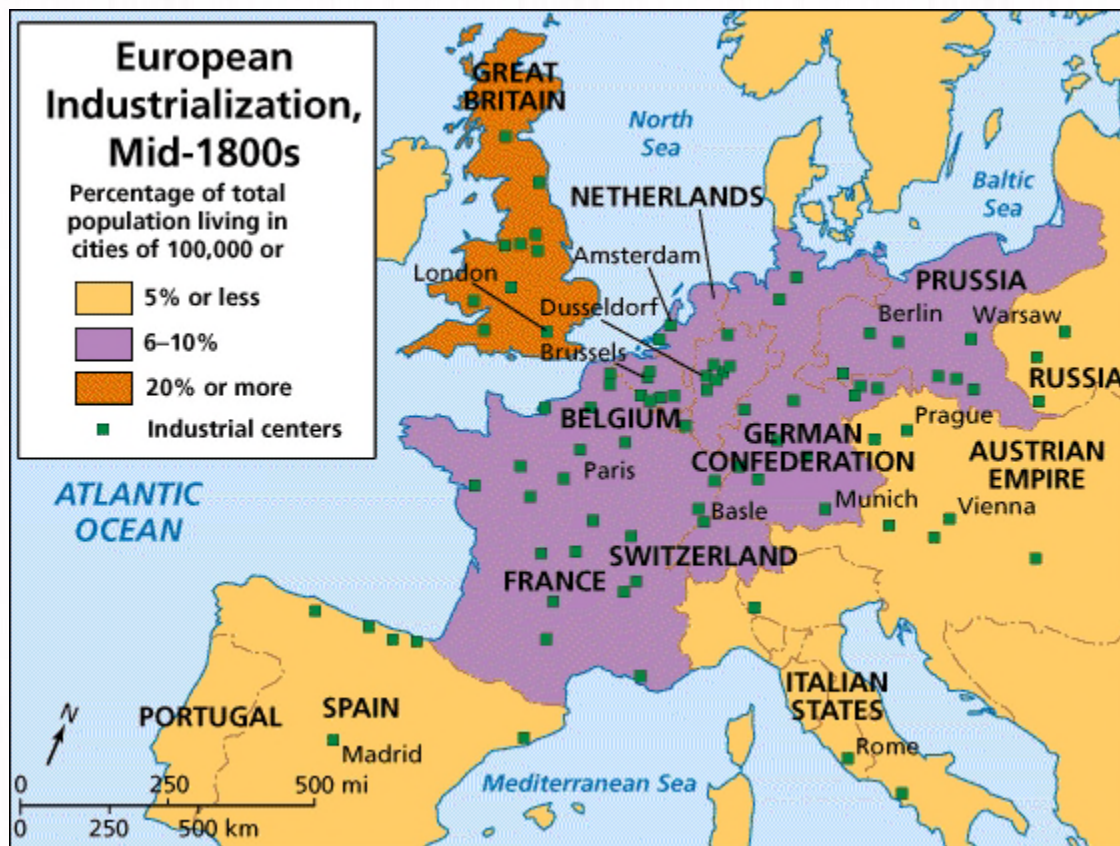 European
Industrialization,
Mid-1800s
Percentage of total
population living in
cities of 100,000 or
5% or less
6–10%
20% or more
Industrial centers
GREAT
BRITAIN
North
Sea
Baltic
Sea
NETHERLANDS
Amsterdam
London
Dusseldorf
PRUSSIA
Berlin
Warsaw
Brussels
RUSSIA
BELGIUM
Prague
GERMAN
CONFEDERATION
AUSTRIAN
EMPIRE
Paris
ATLANTIC
OCEAN
Basle
Munich
Vienna
SWITZERLAND
FRANCE
ITALIAN
STATES
PORTUGAL
SPAIN
Madrid
Rome
Mediterranean Sea
N
0 250 500 mi
0 250 500 km